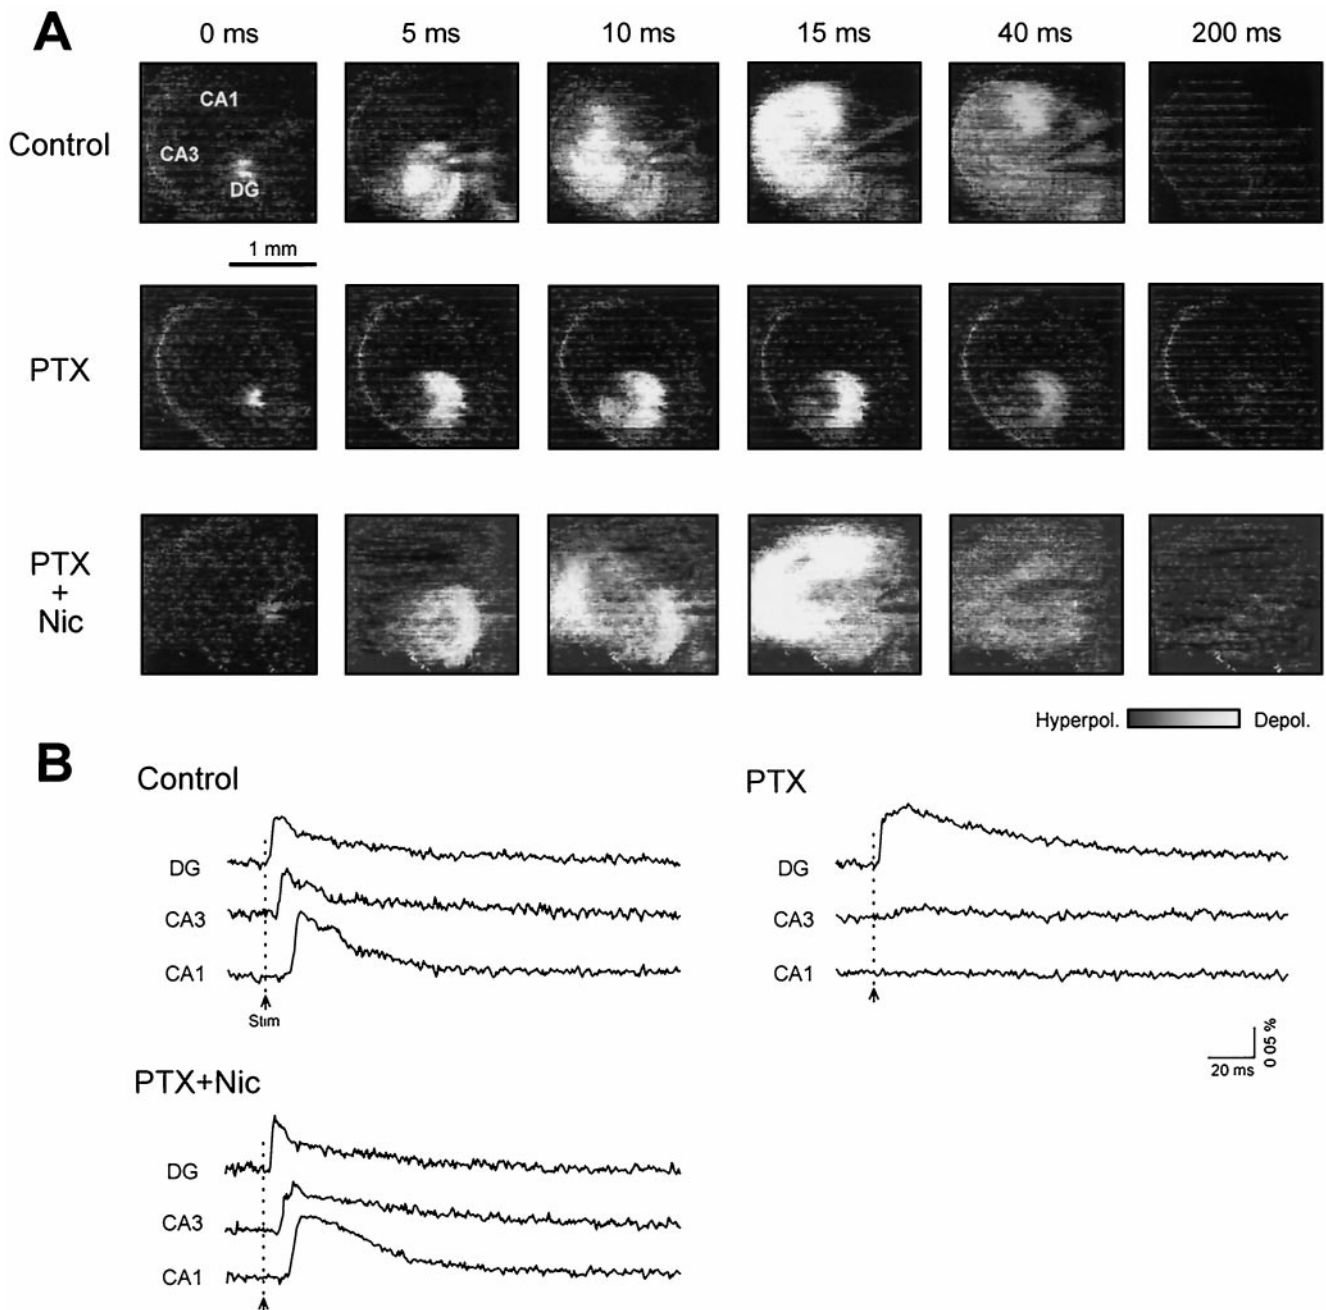 A
0 ms 5 ms 10 ms 15 ms 40 ms 200 ms
Control
CA1
CA3
DG
1 mm
PTX
PTX
+
Nic
Hyperpol. Depol.
B
Control
DG
CA3
CA1
Stim
PTX
DG
CA3
CA1
0 05 %
20 ms
PTX+Nic
DG
CA3
CA1